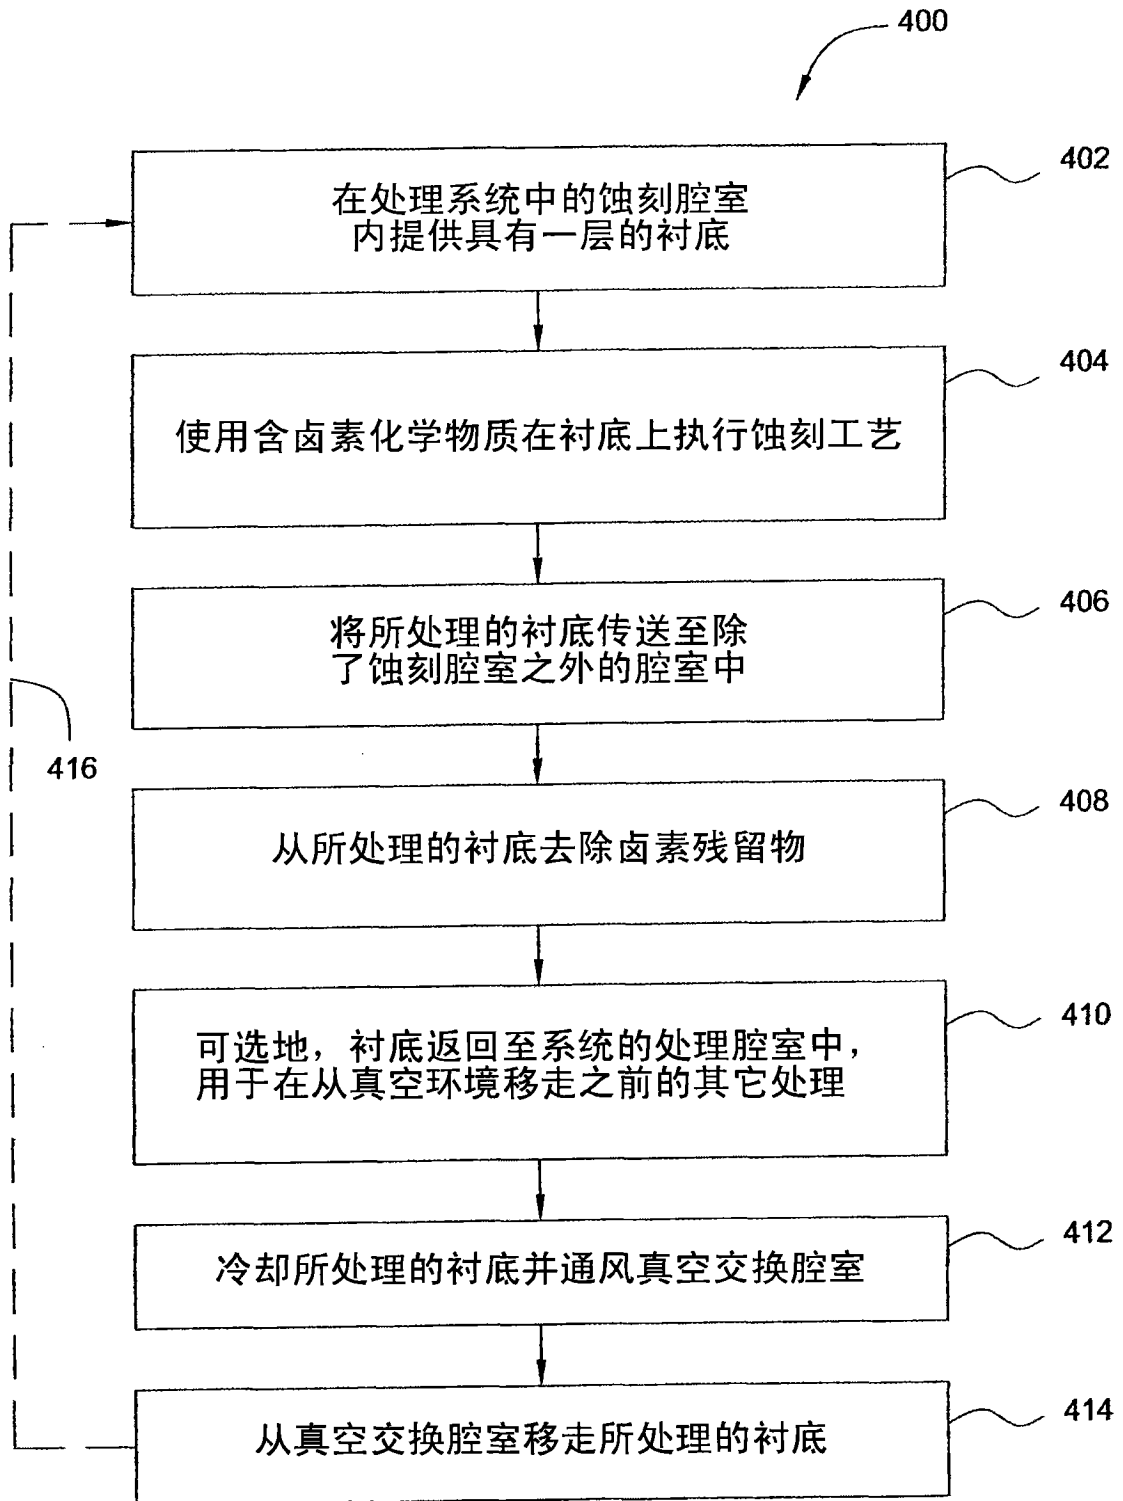 400
402
在处理系统中的蚀刻腔室
内提供具有一层的衬底
404
使用含卤素化学物质在衬底上执行蚀刻工艺
406
将所处理的衬底传送至除
了蚀刻腔室之外的腔室中
416
408
从所处理的衬底去除卤素残留物
410
可选地，衬底返回至系统的处理腔室中，
用于在从真空环境移走之前的其它处理
412
冷却所处理的衬底并通风真空交换腔室
414
从真空交换腔室移走所处理的衬底